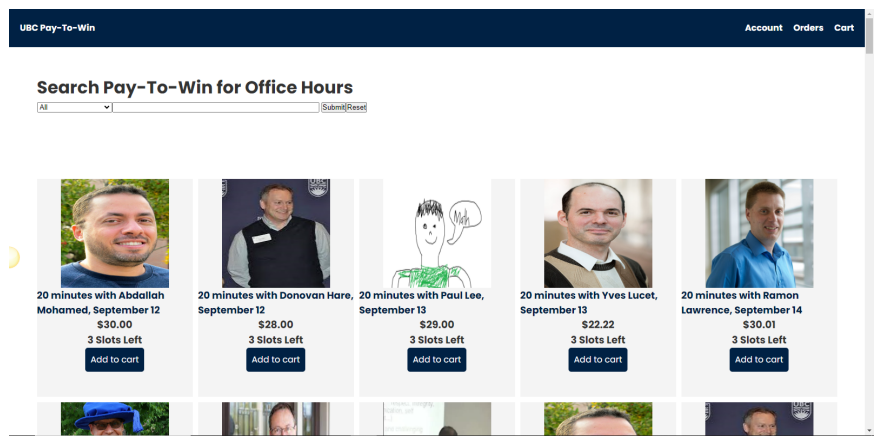 UBC Pay-To-Win
Account Orders Cart
Search Pay-To-Win for Office Hours
All
Submit Reset
Math
20 minutes with Abdallah Mohamed, September 12
$30.00
3 Slots Left
Add to cart
20 minutes with Donovan Hare, September 12
$28.00
3 Slots Left
Add to cart
20 minutes with Paul Lee, September 13
$29.00
3 Slots Left
Add to cart
20 minutes with Yves Lucet, September 13
$22.22
3 Slots Left
Add to cart
20 minutes with Ramon Lawrence, September 14
$30.01
3 Slots Left
Add to cart
UBC